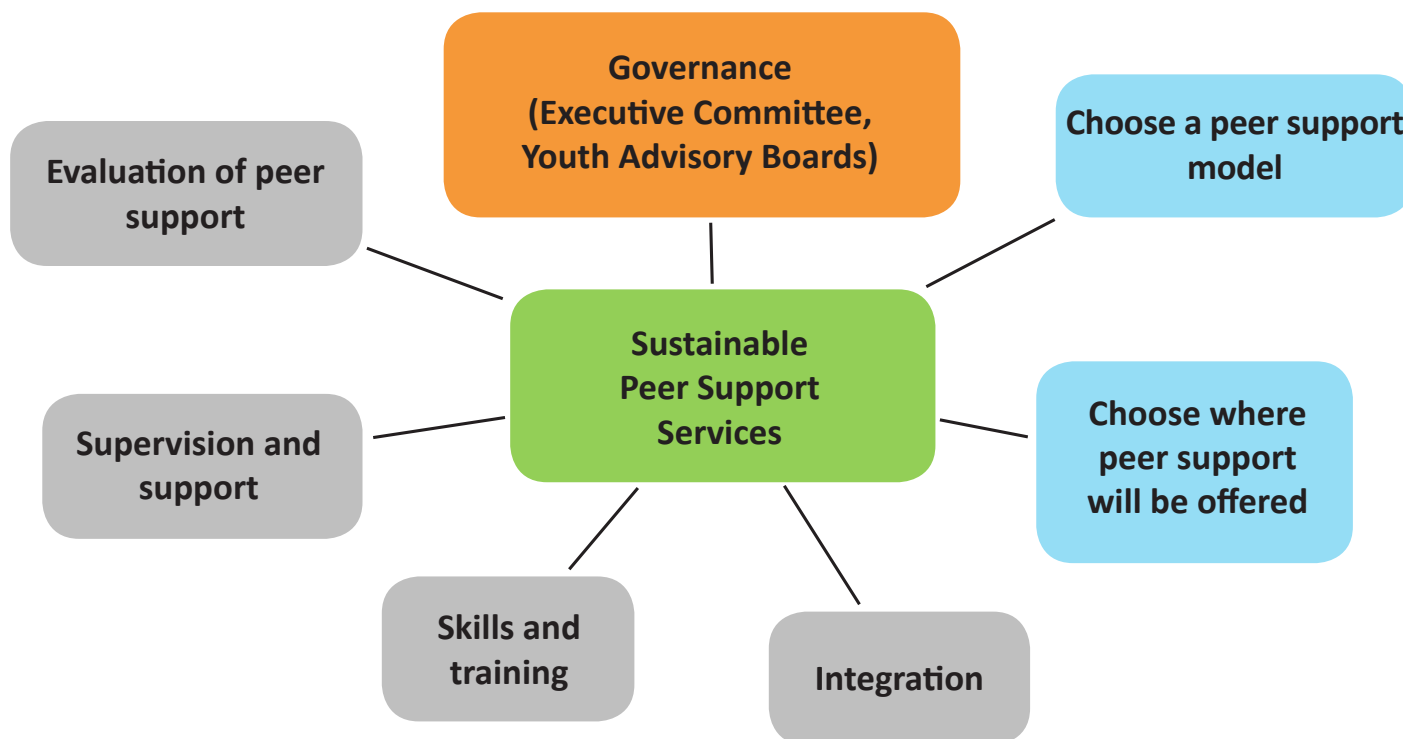 Governance
(Executive Committee,
Youth Advisory Boards)
Choose a peer support
model
Evaluation of peer
support
Sustainable
Peer Support
Services
Choose where
peer support
will be offered
Supervision and
support
Skills and
training
Integration